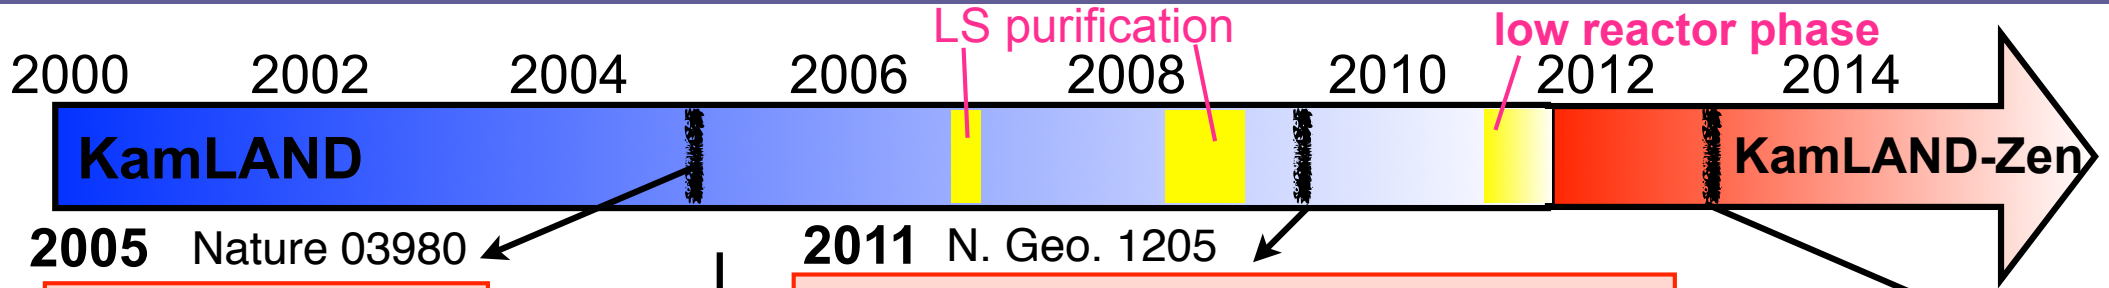 LS purification
low reactor phase
2000 2002 2004 2006 2008 2010 2012 2014
KamLAND
KamLAND-Zen
2005 Nature 03980
2011 N. Geo. 1205